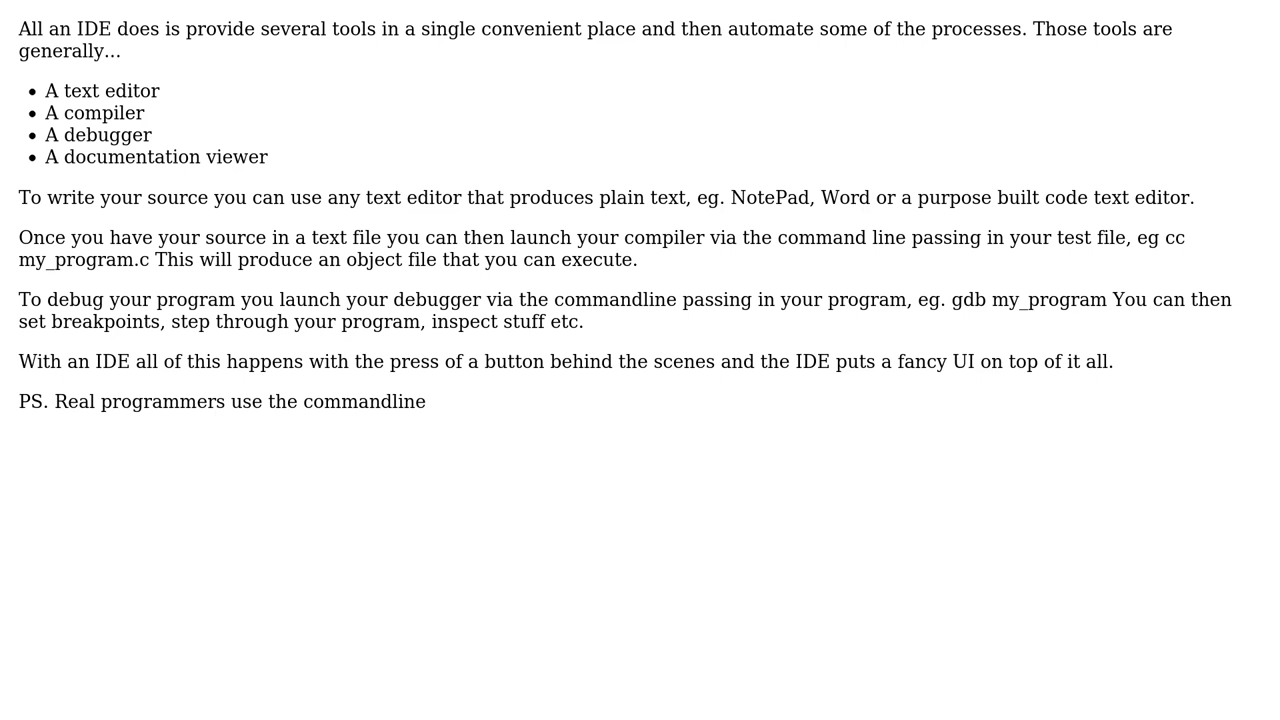 All an IDE does is provide several tools in a single convenient place and then automate some of the processes. Those tools are
generally...
• A text editor
• A compiler
• A debugger
• A documentation viewer
To write your source you can use any text editor that produces plain text, eg. NotePad, Word or a purpose built code text editor.
Once you have your source in a text file you can then launch your compiler via the command line passing in your test file, eg cc
my_program.c This will produce an object file that you can execute.
To debug your program you launch your debugger via the commandline passing in your program, eg. gdb my_program You can then
set breakpoints, step through your program, inspect stuff etc.
With an IDE all of this happens with the press of a button behind the scenes and the IDE puts a fancy UI on top of it all.
PS. Real programmers use the commandline